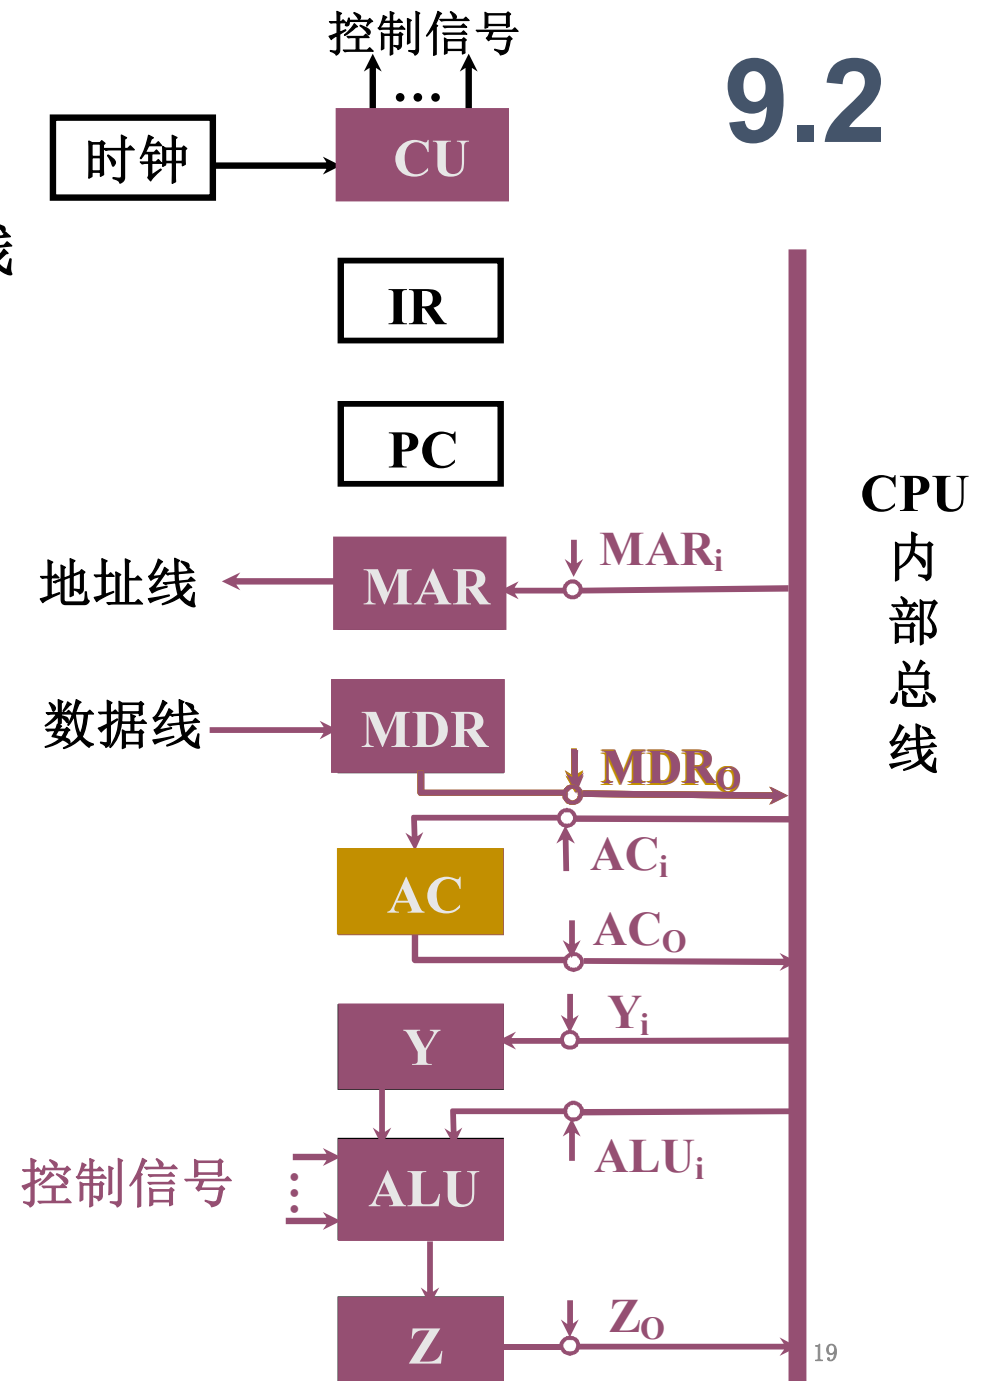 控制信号
9.2
…
CU
时钟
线
IR
PC
CPU
内
部
总
线
MARi
地址线
MAR
数据线
MDR
MDRO
ACi
AC
ACO
Yi
Y
ALUi
控制信号
ALU
ZO
Z
19